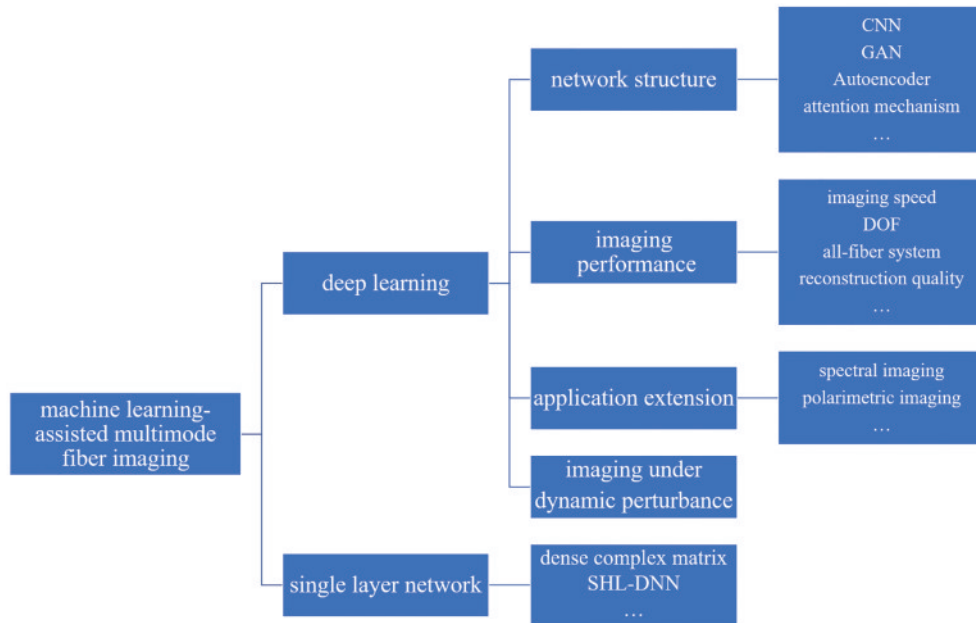 machine learning-
assisted multimode
fiber imaging
deep learning
network structure
CNN
GAN
Autoencoder
attention mechanism
…
imaging
performance
imaging speed
DOF
all-fiber system
reconstruction quality
…
application extension
spectral imaging
polarimetric imaging
…
imaging under
dynamic perturbance
single layer network
dense complex matrix
SHL-DNN
…